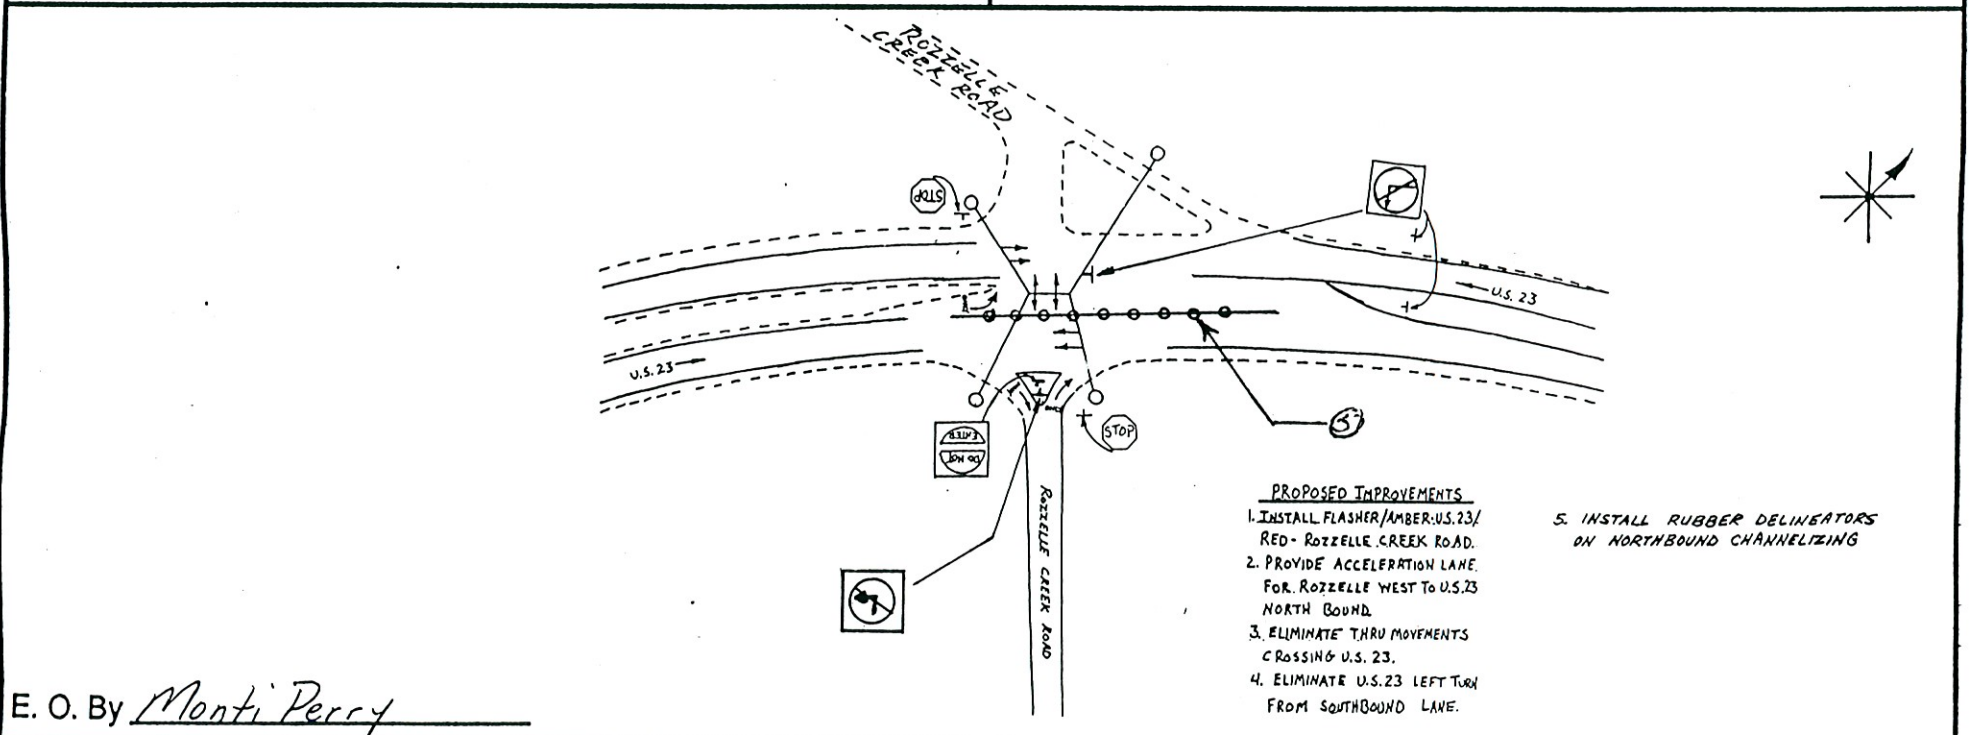 ROZZELLE
CREEK ROAD
STOP
U.S. 23
U.S. 23
5
DO NOT
ENTER
STOP
ROZZELLE CREEK ROAD
PROPOSED IMPROVEMENTS
1. INSTALL FLASHER/AMBER:U.S.23/
RED- ROZZELLE CREEK ROAD.
2. PROVIDE ACCELERATION LANE
FOR ROZZELLE WEST TO U.S.23
NORTH BOUND
3. ELIMINATE THRU MOVEMENTS
CROSSING U.S. 23.
4. ELIMINATE U.S.23 LEFT TURN
FROM SOUTHBOUND LANE.
5. INSTALL RUBBER DELINEATORS
ON NORTHBOUND CHANNELIZING
E. O. By Monti Perry